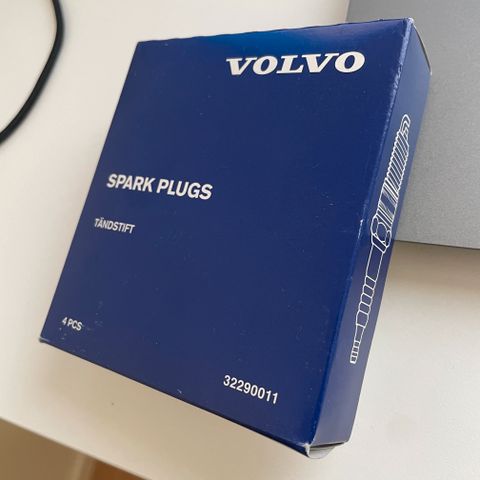 VOLVO
SPARK PLUGS
TÄNDSTIFT
4 PCS
32290011